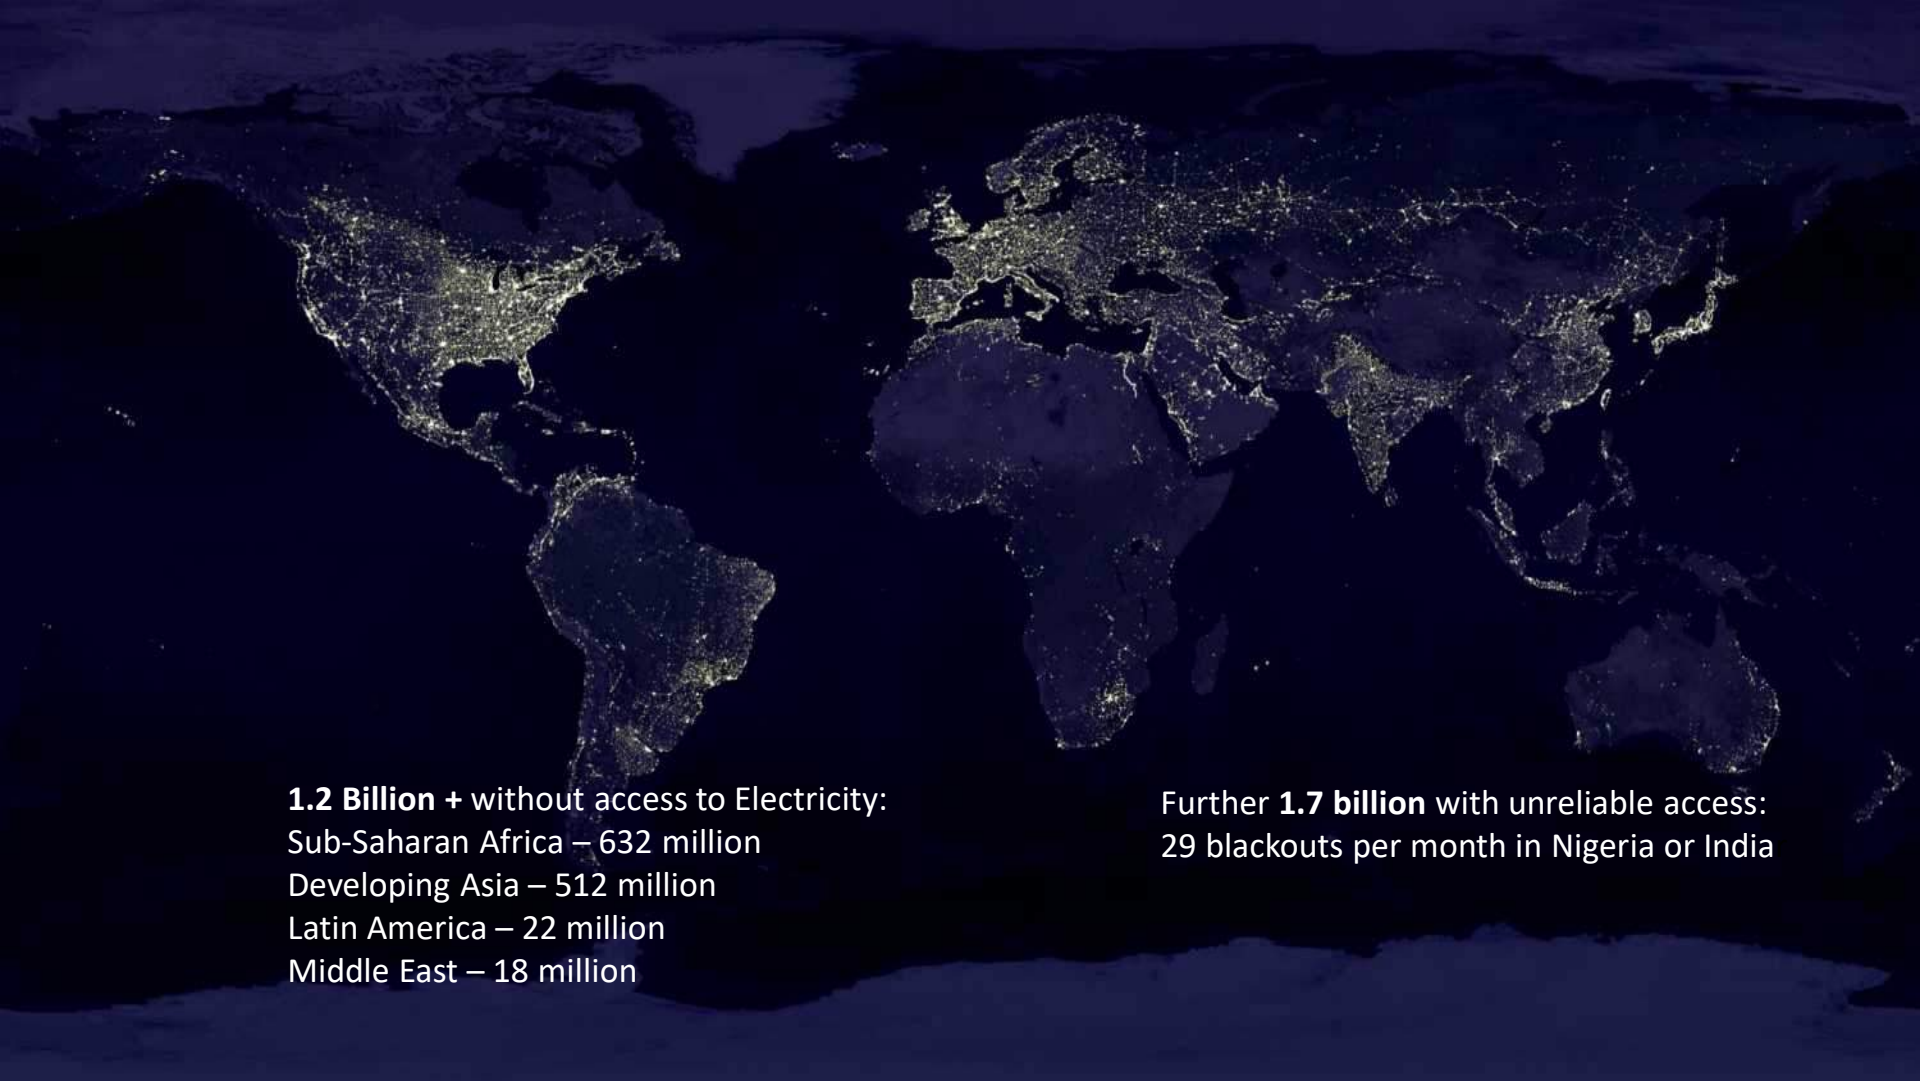 1.2 Billion + without access to Electricity:
Sub-Saharan Africa – 632 million
Developing Asia – 512 million
Latin America – 22 million
Middle East – 18 million
Further 1.7 billion with unreliable access:
29 blackouts per month in Nigeria or India